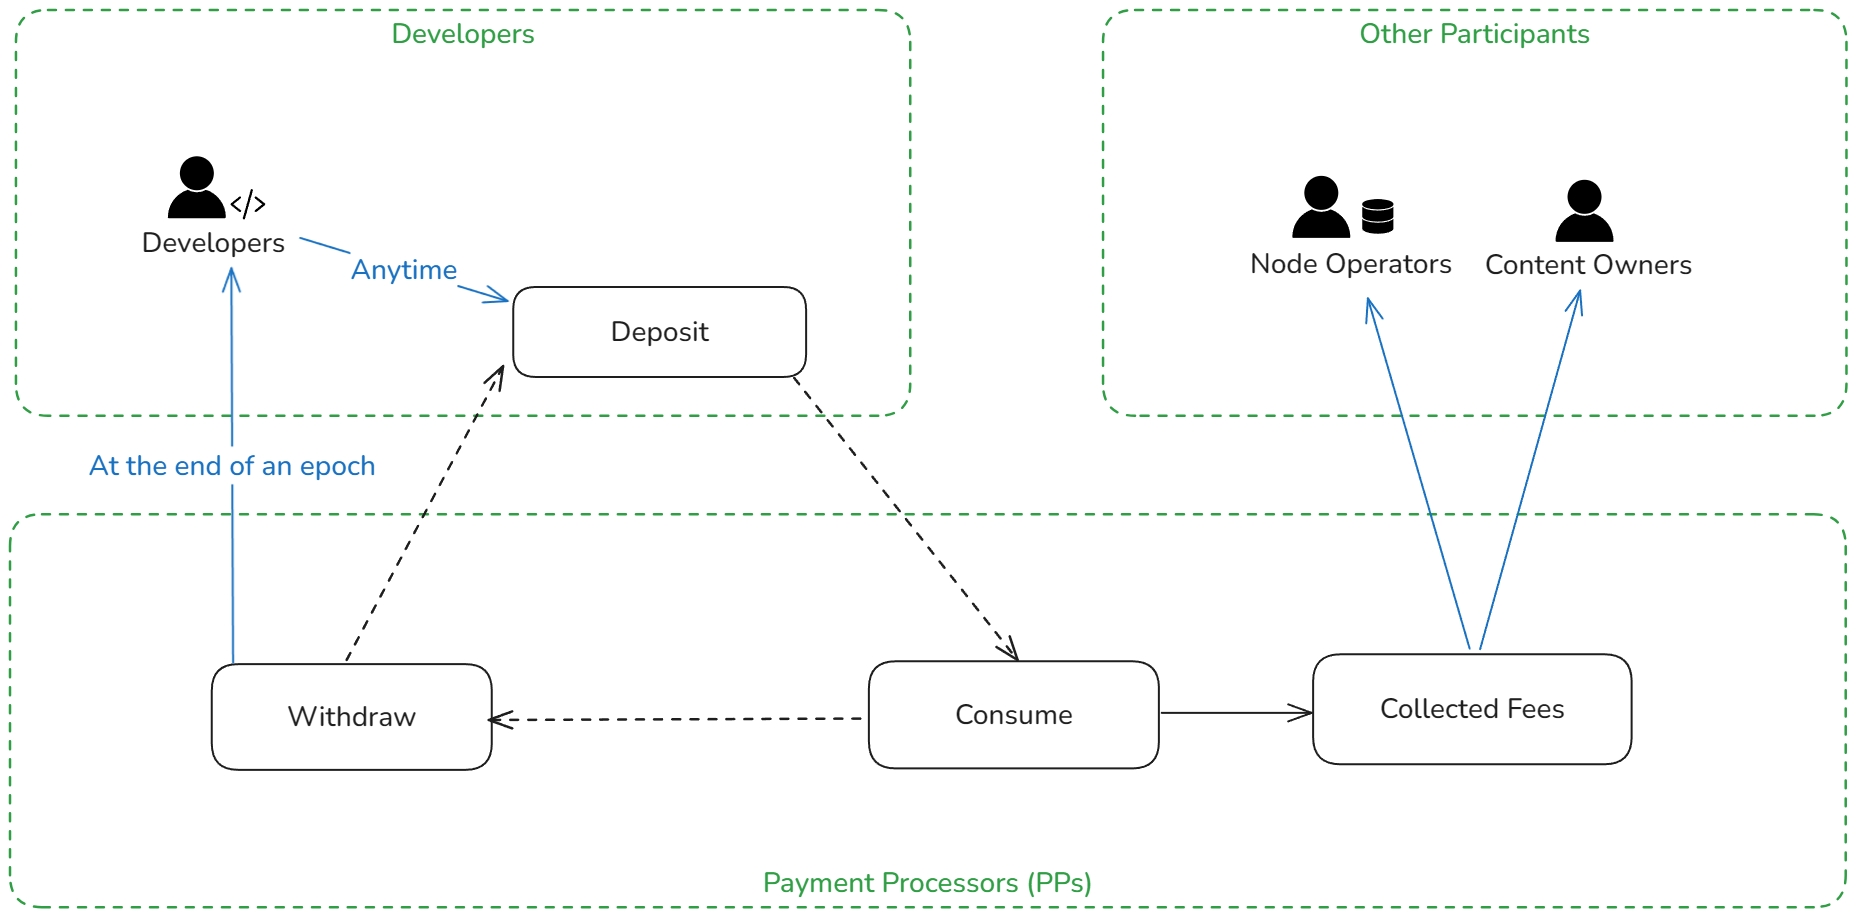 Developers
Other Participants
</>
Developers
Anytime
Node Operators
Content Owners
Deposit
At the end of an epoch
Withdraw
Consume
Collected Fees
Payment Processors (PPs)